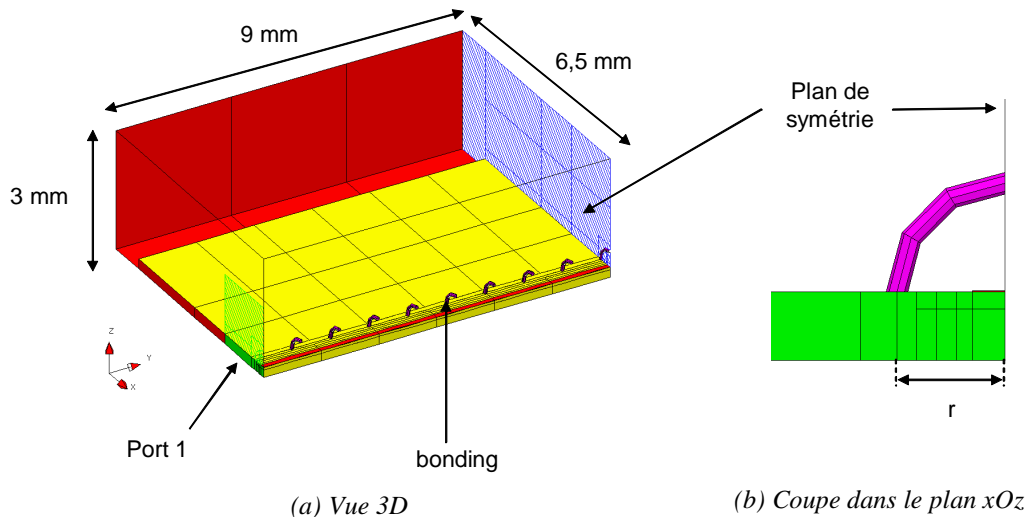 9 mm
6,5 mm
Plan de
symétrie
3 mm
z
Y
X
r
Port 1
bonding
(a) Vue 3D
(b) Coupe dans le plan xOz